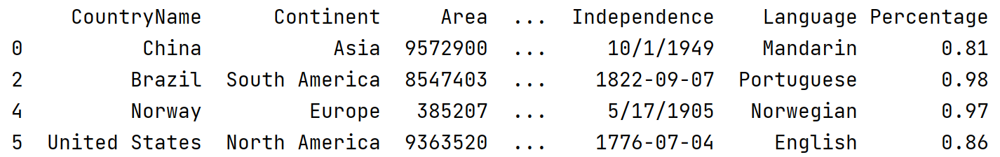 CountryName Continent Area ... Independence Language Percentage
0 China Asia 9572900 ... 10/1/1949 Mandarin 0.81
2 Brazil South America 8547403 ... 1822-09-07 Portuguese 0.98
4 Norway Europe 385207 ... 5/17/1905 Norwegian 0.97
5 United States North America 9363520 ... 1776-07-04 English 0.86